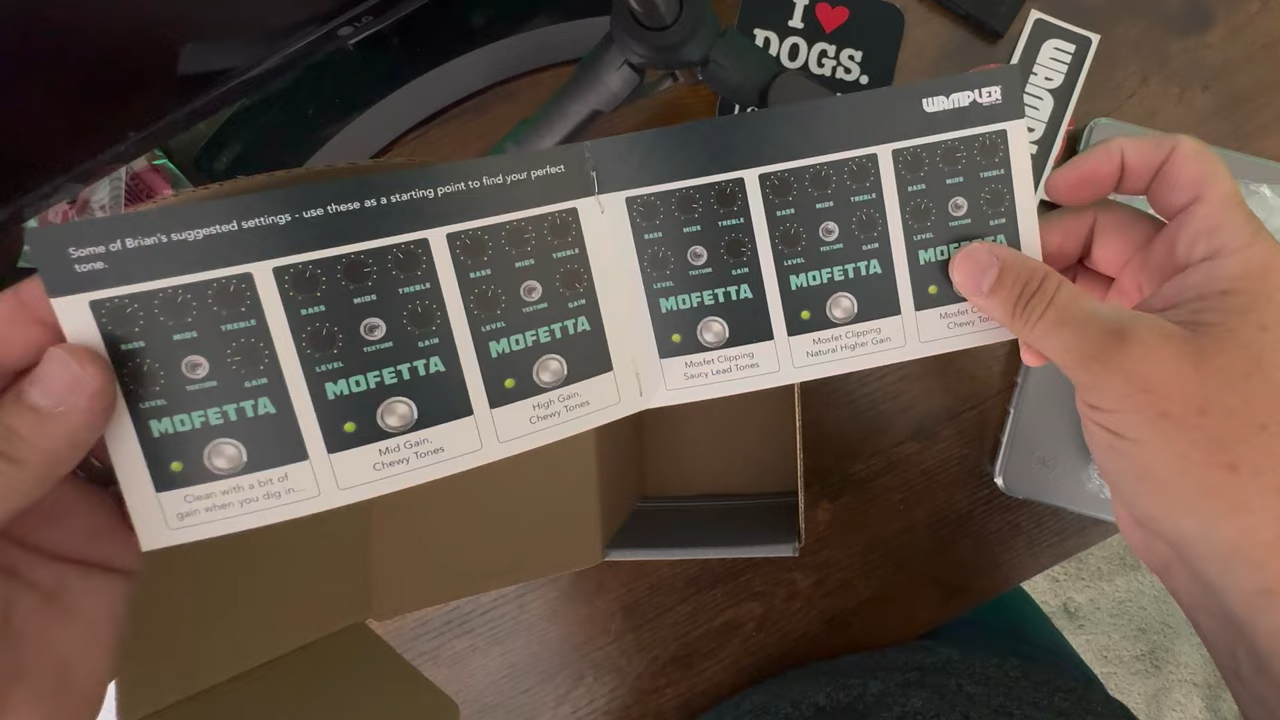 I ♥
DOGS.
WAMPLER
Some of Brian's suggested settings - use these as a starting point to find your perfect
tone.
BASS MIDS TREBLE
LEVEL TEXTURE GAIN
MOFETTA
Clean with a bit of
gain when you dig in...
BASS MIDS TREBLE
LEVEL TEXTURE GAIN
MOFETTA
Mid Gain,
Chewy Tones
BASS MIDS TREBLE
LEVEL TEXTURE GAIN
MOFETTA
High Gain,
Chewy Tones
BASS MIDS TREBLE
LEVEL TEXTURE GAIN
MOFETTA
Mosfet Clipping
Saucy Lead Tones
BASS MIDS TREBLE
LEVEL TEXTURE GAIN
MOFETTA
Mosfet Clipping
Natural Higher Gain
BASS MIDS TREBLE
LEVEL TEXTURE GAIN
MOFETTA
Mosfet
Chewy